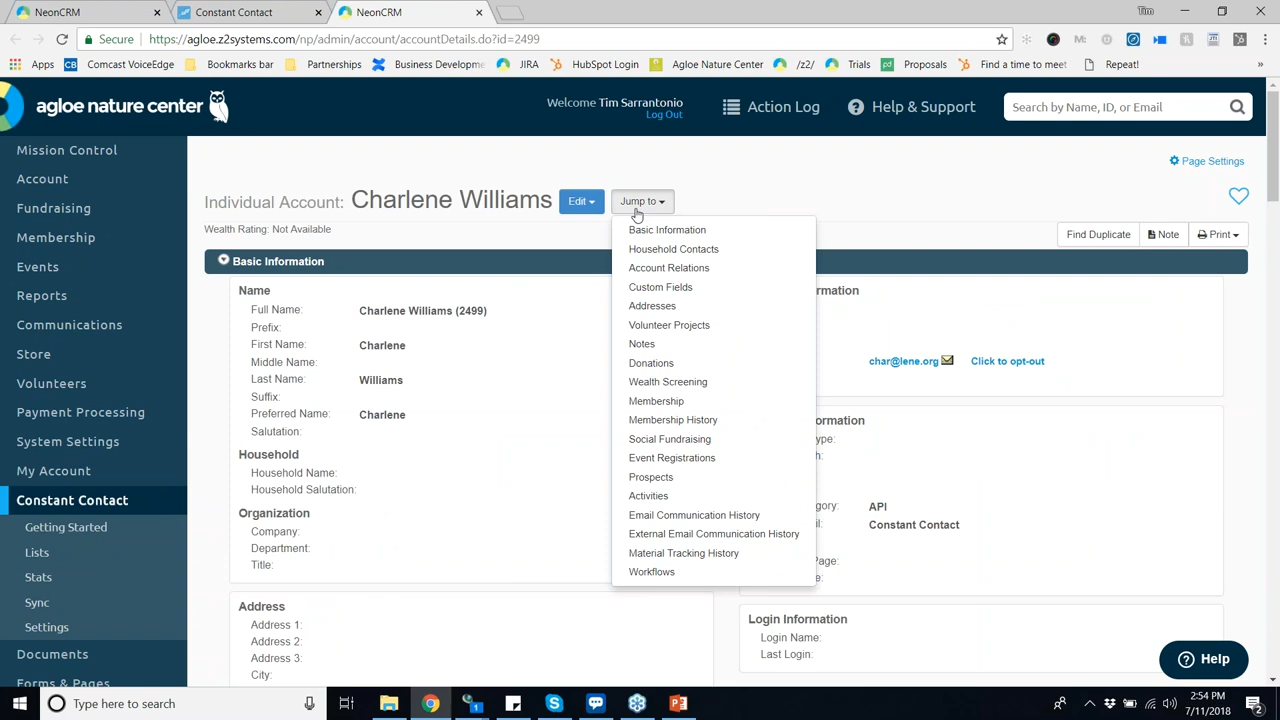 NeonCRM
Constant Contact
NeonCRM
Tim
Secure
https://agloe.z2systems.com/np/admin/account/accountDetails.do?id=2499
Apps
Comcast VoiceEdge
Backburner
bak
Partnerships
Business Developm
JIRA
HubSpot Login
Agloe Nature Center
/z2/
Trials
Proposals
Find a time to meet
Repeat!
agloe nature center
Welcome Tim Sarrantonio
Log Out
Action Log
Help & Support
Search by Name, ID, or Email
Mission Control
Account
Fundraising
Membership
Events
Reports
Communications
Store
Volunteers
Payment Processing
System Settings
My Account
Constant Contact
Getting Started
Lists
Stats
Sync
Settings
Documents
Forms & Pages
Page Settings
Individual Account: Charlene Williams
Edit
Jump to
Wealth Rating: Not Available
Find Duplicate
Note
Print
Basic Information
Name
Full Name: Charlene Williams (2499)
Prefix:
First Name: Charlene
Middle Name:
Last Name: Williams
Suffix:
Preferred Name: Charlene
Salutation:
Household
Household Name:
Household Salutation:
Organization
Company:
Department:
Title:
Address
Address 1:
Address 2:
Address 3:
City:
Basic Information
Household Contacts
Account Relations
Custom Fields
Addresses
Volunteer Projects
Notes
Donations
Wealth Screening
Membership
Membership History
Social Fundraising
Event Registrations
Prospects
Activities
Email Communication History
External Email Communication History
Material Tracking History
Workflows
rmation
char@lene.org
Click to opt-out
ormation
ype:
h:
gory: API
il: Constant Contact
Page:
e:
Login Information
Login Name:
Last Login:
Help
Type here to search
2:54 PM
7/11/2018
2